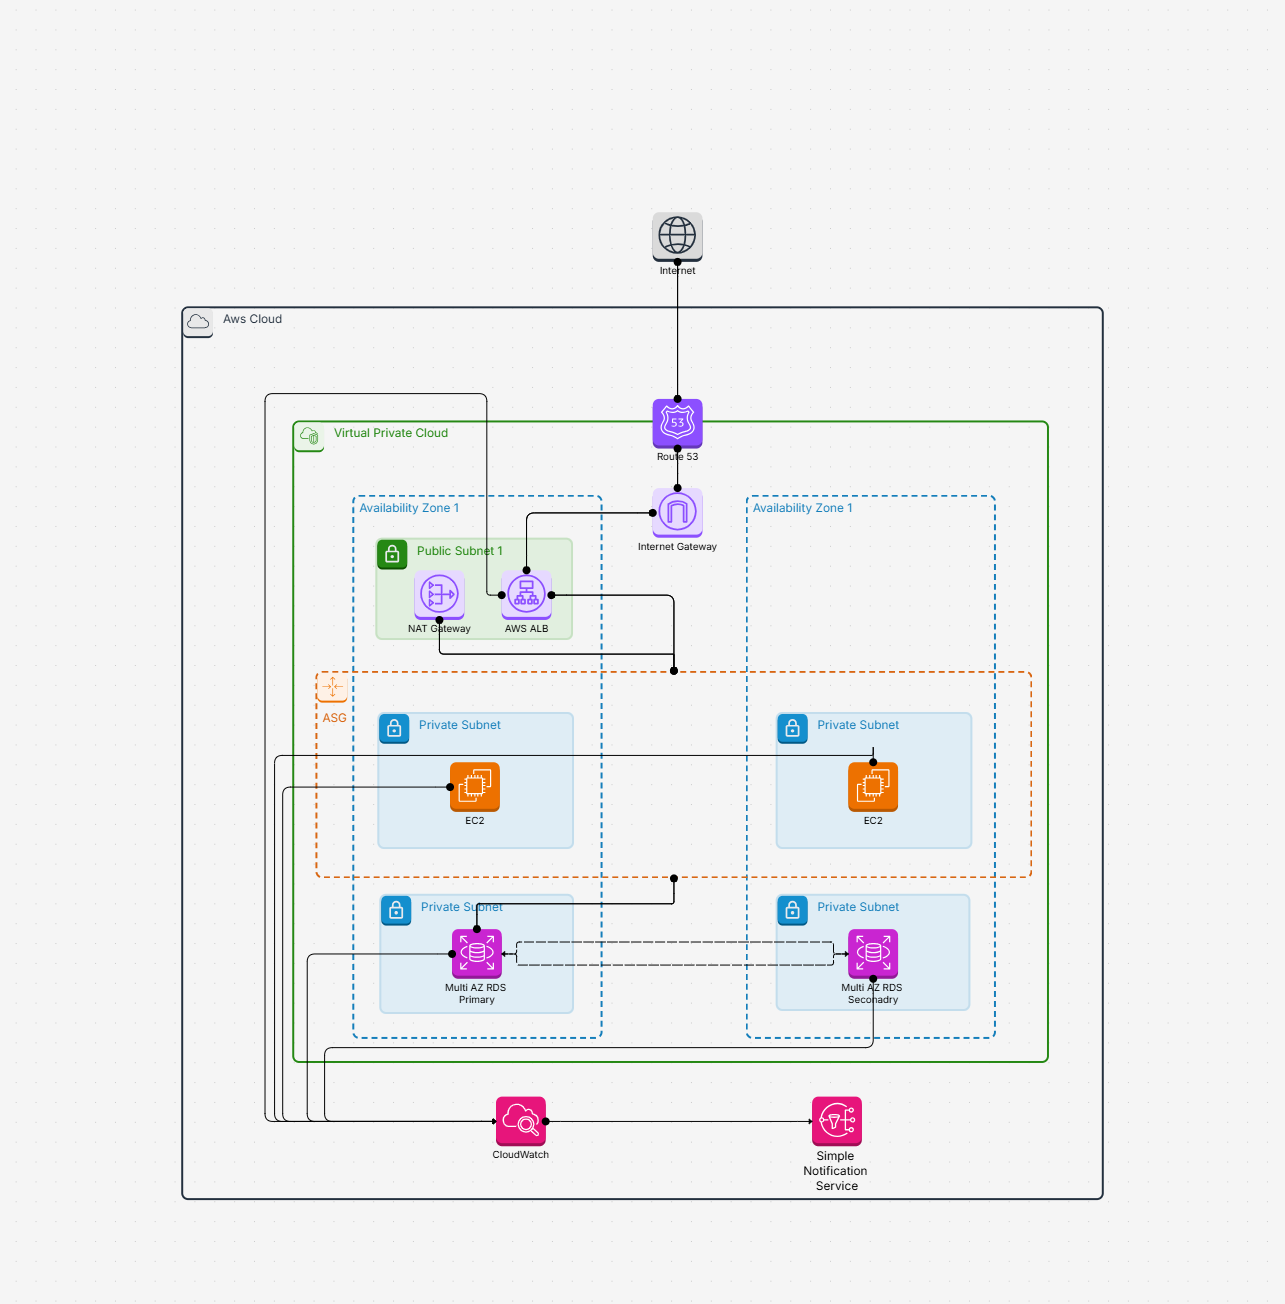 Internet
Aws Cloud
53
Route 53
Virtual Private Cloud
Availability Zone 1
Availability Zone 1
Internet Gateway
Public Subnet 1
NAT Gateway
AWS ALB
ASG
Private Subnet
Private Subnet
EC2
EC2
Private Subnet
Private Subnet
Multi AZ RDS
Primary
Multi AZ RDS
Seconadry
CloudWatch
Simple
Notification
Service